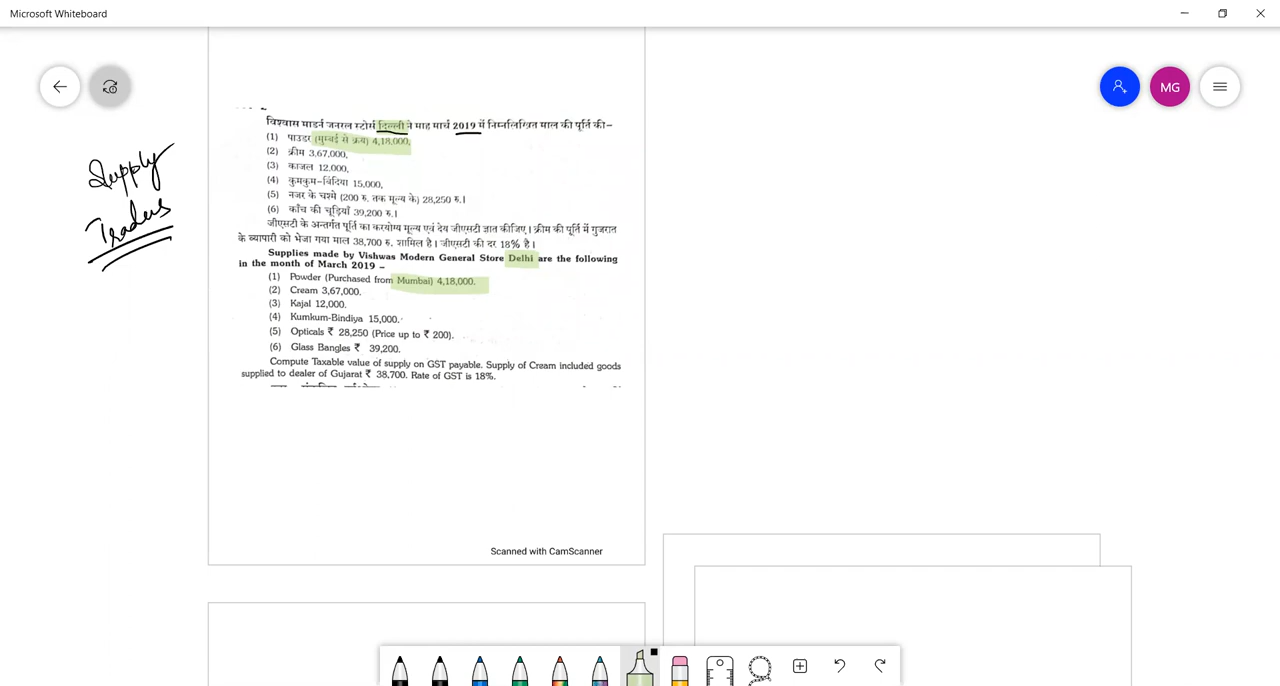 Microsoft Whiteboard
MG
Supply
Traders
विश्वास मार्डन जनरल स्टोर्स दिल्ली ने माह मार्च 2019 में निम्नलिखित माल की पूर्ति की–
(1) पाउडर (मुम्बई से क्रय) 4,18,000,
(2) क्रीम 3,67,000,
(3) काजल 12,000,
(4) कुमकुम-बिंदिया 15,000,
(5) नजर के चश्मे (200 रु. तक मूल्य के) 28,250 रु.।
(6) काँच की चूड़ियाँ 39,200 रु.।
जीएसटी के अन्तर्गत पूर्ति का करयोग्य मूल्य एवं देय जीएसटी ज्ञात कीजिए। क्रीम की पूर्ति में गुजरात
के व्यापारी को भेजा गया माल 38,700 रु. शामिल है। जीएसटी की दर 18% है।
Supplies made by Vishwas Modern General Store Delhi are the following
in the month of March 2019 –
(1) Powder (Purchased from Mumbai) 4,18,000.
(2) Cream 3,67,000.
(3) Kajal 12,000.
(4) Kumkum-Bindiya 15,000.
(5) Opticals ₹ 28,250 (Price up to ₹ 200).
(6) Glass Bangles ₹ 39,200.
Compute Taxable value of supply on GST payable. Supply of Cream included goods
supplied to dealer of Gujarat ₹ 38,700. Rate of GST is 18%.
Scanned with CamScanner